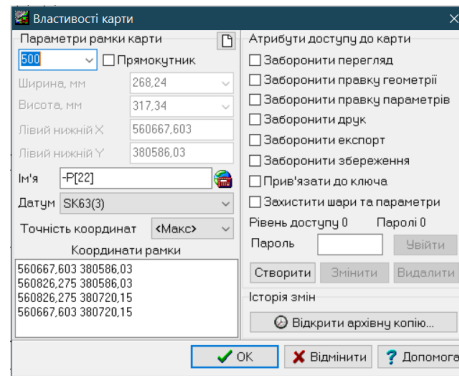 Властивості карти
Параметри рамки карти
500
Прямокутник
Ширина, мм 268,24
Висота, мм 317,34
Лівий нижній X 560667,603
Лівий нижній Y 380586,03
Ім'я -P[22]
Датум SK63(3)
Точність координат <Макс>
Координати рамки
560667,603 380586,03
560826,275 380586,03
560826,275 380720,15
560667,603 380720,15
Атрибути доступу до карти
Заборонити перегляд
Заборонити правку геометрії
Заборонити правку параметрів
Заборонити друк
Заборонити експорт
Заборонити збереження
Прив'язати до ключа
Захистити шари та параметри
Рівень доступу 0 Паролі 0
Пароль Увійти
Створити Змінити Видалити
Історія змін
Відкрити архівну копію...
OK Відмінити ? Допомога